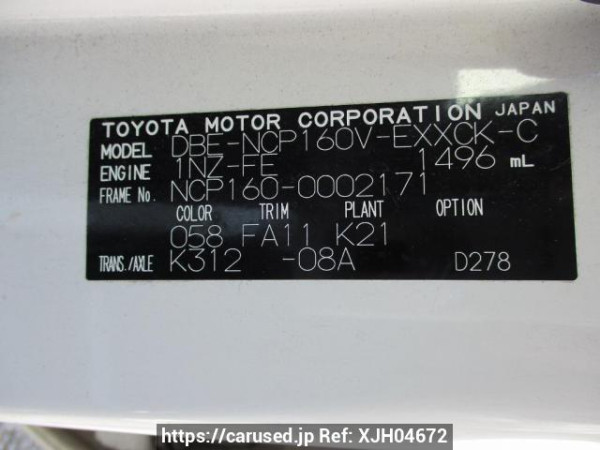 TOYOTA MOTOR CORPORATION JAPAN
MODEL DBE-NCP160V-EXXCK-C
ENGINE 1NZ-FE 1496 mL
FRAME No. NCP160-0002171
COLOR TRIM PLANT OPTION
058 FA11 K21
TRANS./AXLE K312 -08A D278
https://carused.jp Ref: XJH04672